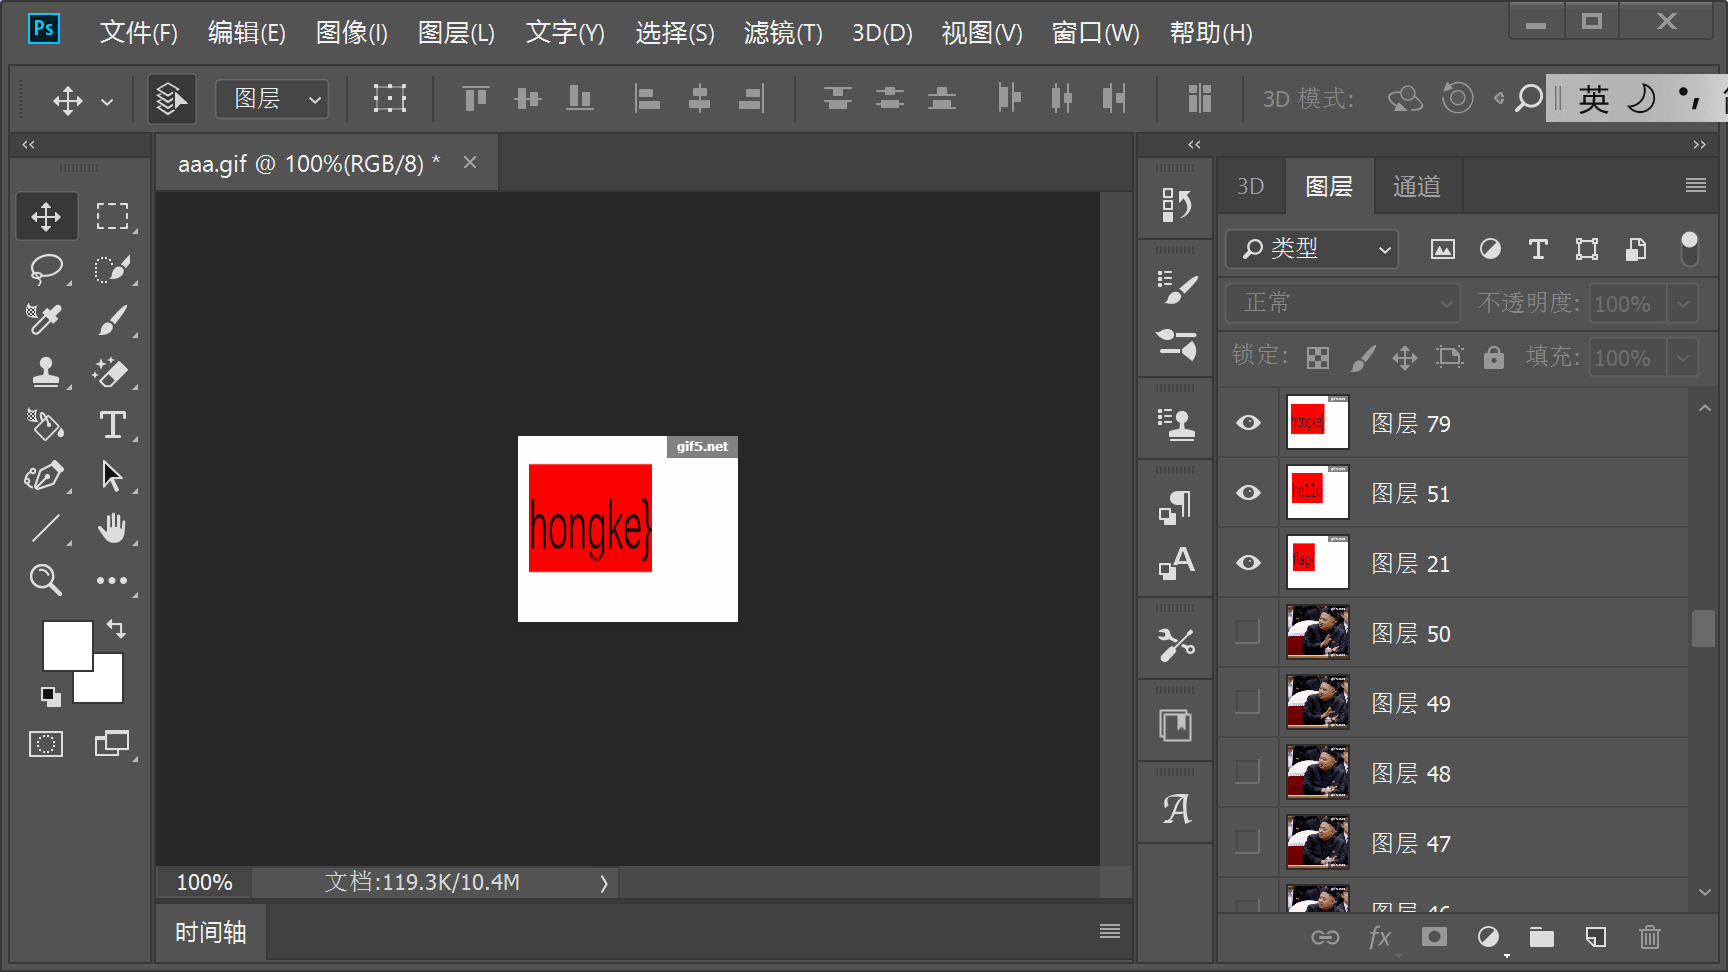 Ps 文件(F) 编辑(E) 图像(I) 图层(L) 文字(Y) 选择(S) 滤镜(T) 3D(D) 视图(V) 窗口(W) 帮助(H)
图层 3D 模式: 英
aaa.gif @ 100%(RGB/8) *
3D 图层 通道
类型
正常 不透明度: 100%
锁定: 填充: 100%
gif5.net
hongke}
hongke} 图层 79
hello 图层 51
flag{ 图层 21
图层 50
图层 49
图层 48
图层 47
图层 46
100% 文档:119.3K/10.4M
时间轴
fx